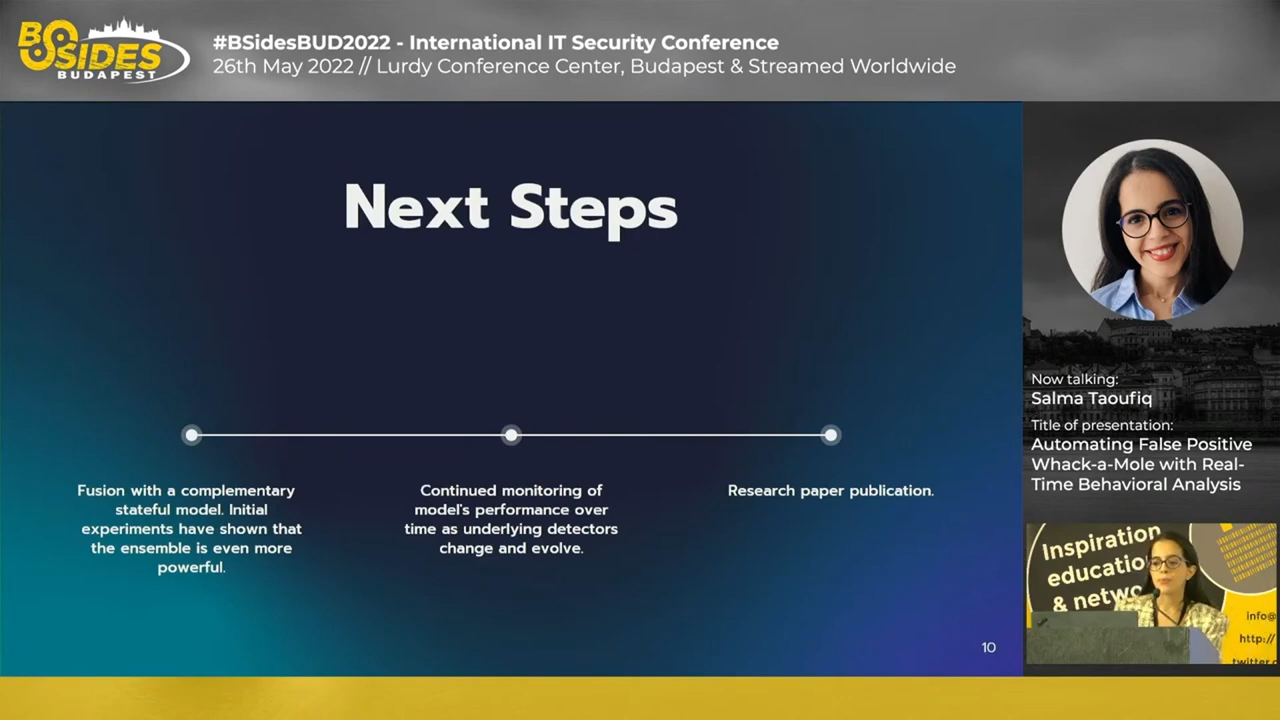 BSIDES
BUDAPEST
#BSidesBUD2022 - International IT Security Conference
26th May 2022 // Lurdy Conference Center, Budapest & Streamed Worldwide
Next Steps
Fusion with a complementary
stateful model. Initial
experiments have shown that
the ensemble is even more
powerful.
Continued monitoring of
model's performance over
time as underlying detectors
change and evolve.
Research paper publication.
10
Now talking:
Salma Taoufiq
Title of presentation:
Automating False Positive
Whack-a-Mole with Real-
Time Behavioral Analysis
Inspiration
educatio
& netwo
info@
http://
twitter.c